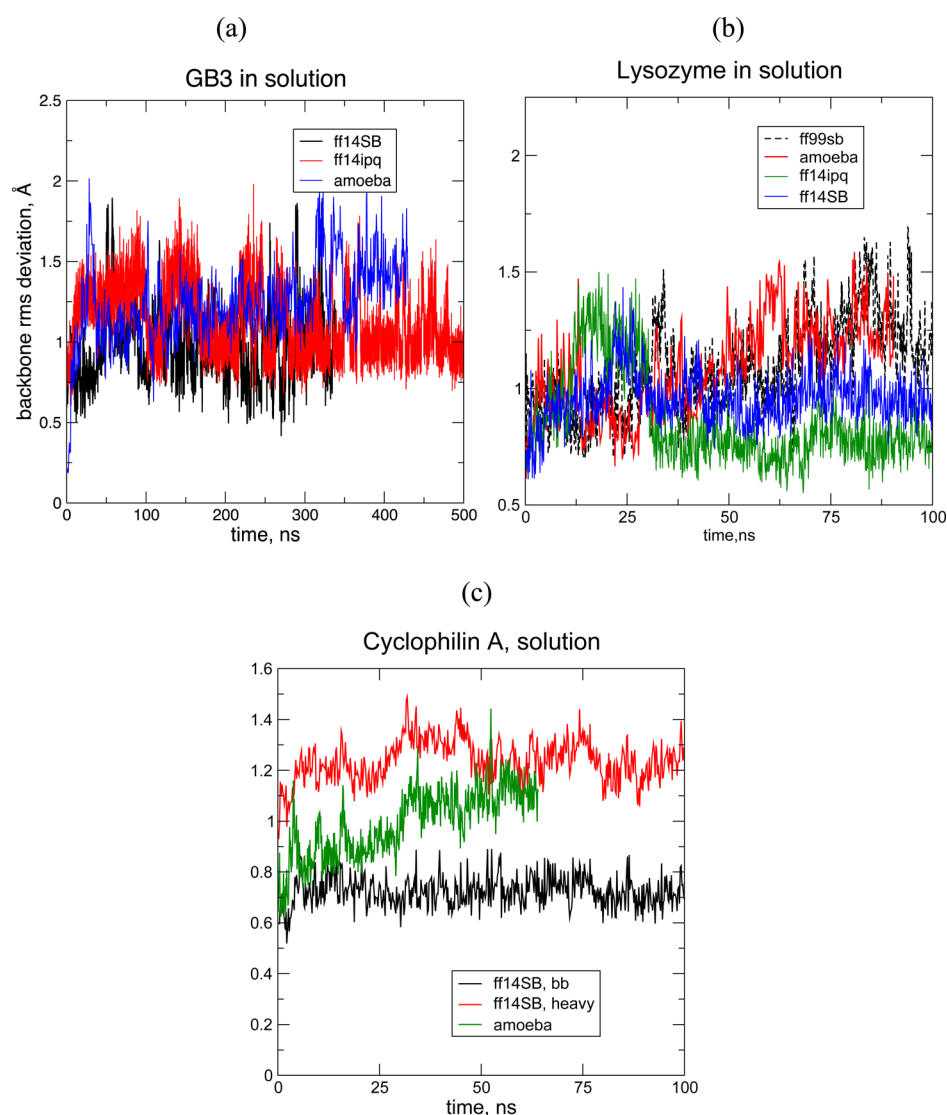 (a)
GB3 in solution
2.5
2
1.5
1
0.5
0
backbone rms deviation, Å
ff14SB
ff14ipq
amoeba
0 100 200 300 400 500
time, ns
(b)
Lysozyme in solution
2
1.5
1
0.5
ff99sb
amoeba
ff14ipq
ff14SB
0 25 50 75 100
time,ns
(c)
Cyclophilin A, solution
1.6
1.4
1.2
1
0.8
0.6
0.4
0.2
0
ff14SB, bb
ff14SB, heavy
amoeba
0 25 50 75 100
time, ns